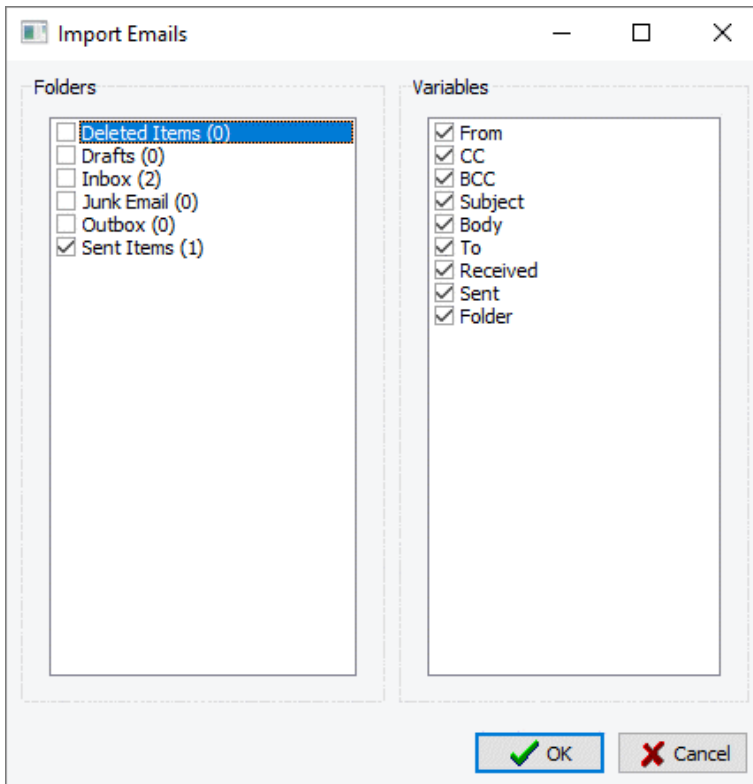 Import Emails
Folders
Deleted Items (0)
Drafts (0)
Inbox (2)
Junk Email (0)
Outbox (0)
Sent Items (1)
Variables
From
CC
BCC
Subject
Body
To
Received
Sent
Folder
OK
Cancel